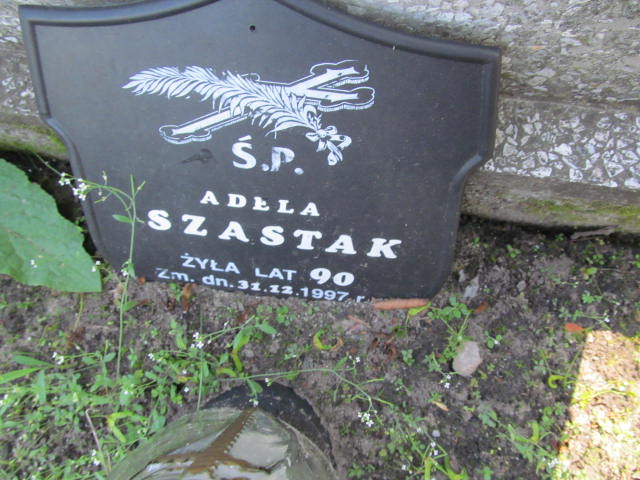 Ś.P.
ADELA
SZASTAK
ŻYŁA LAT 90
Zm. dn. 31.12.1997 r.